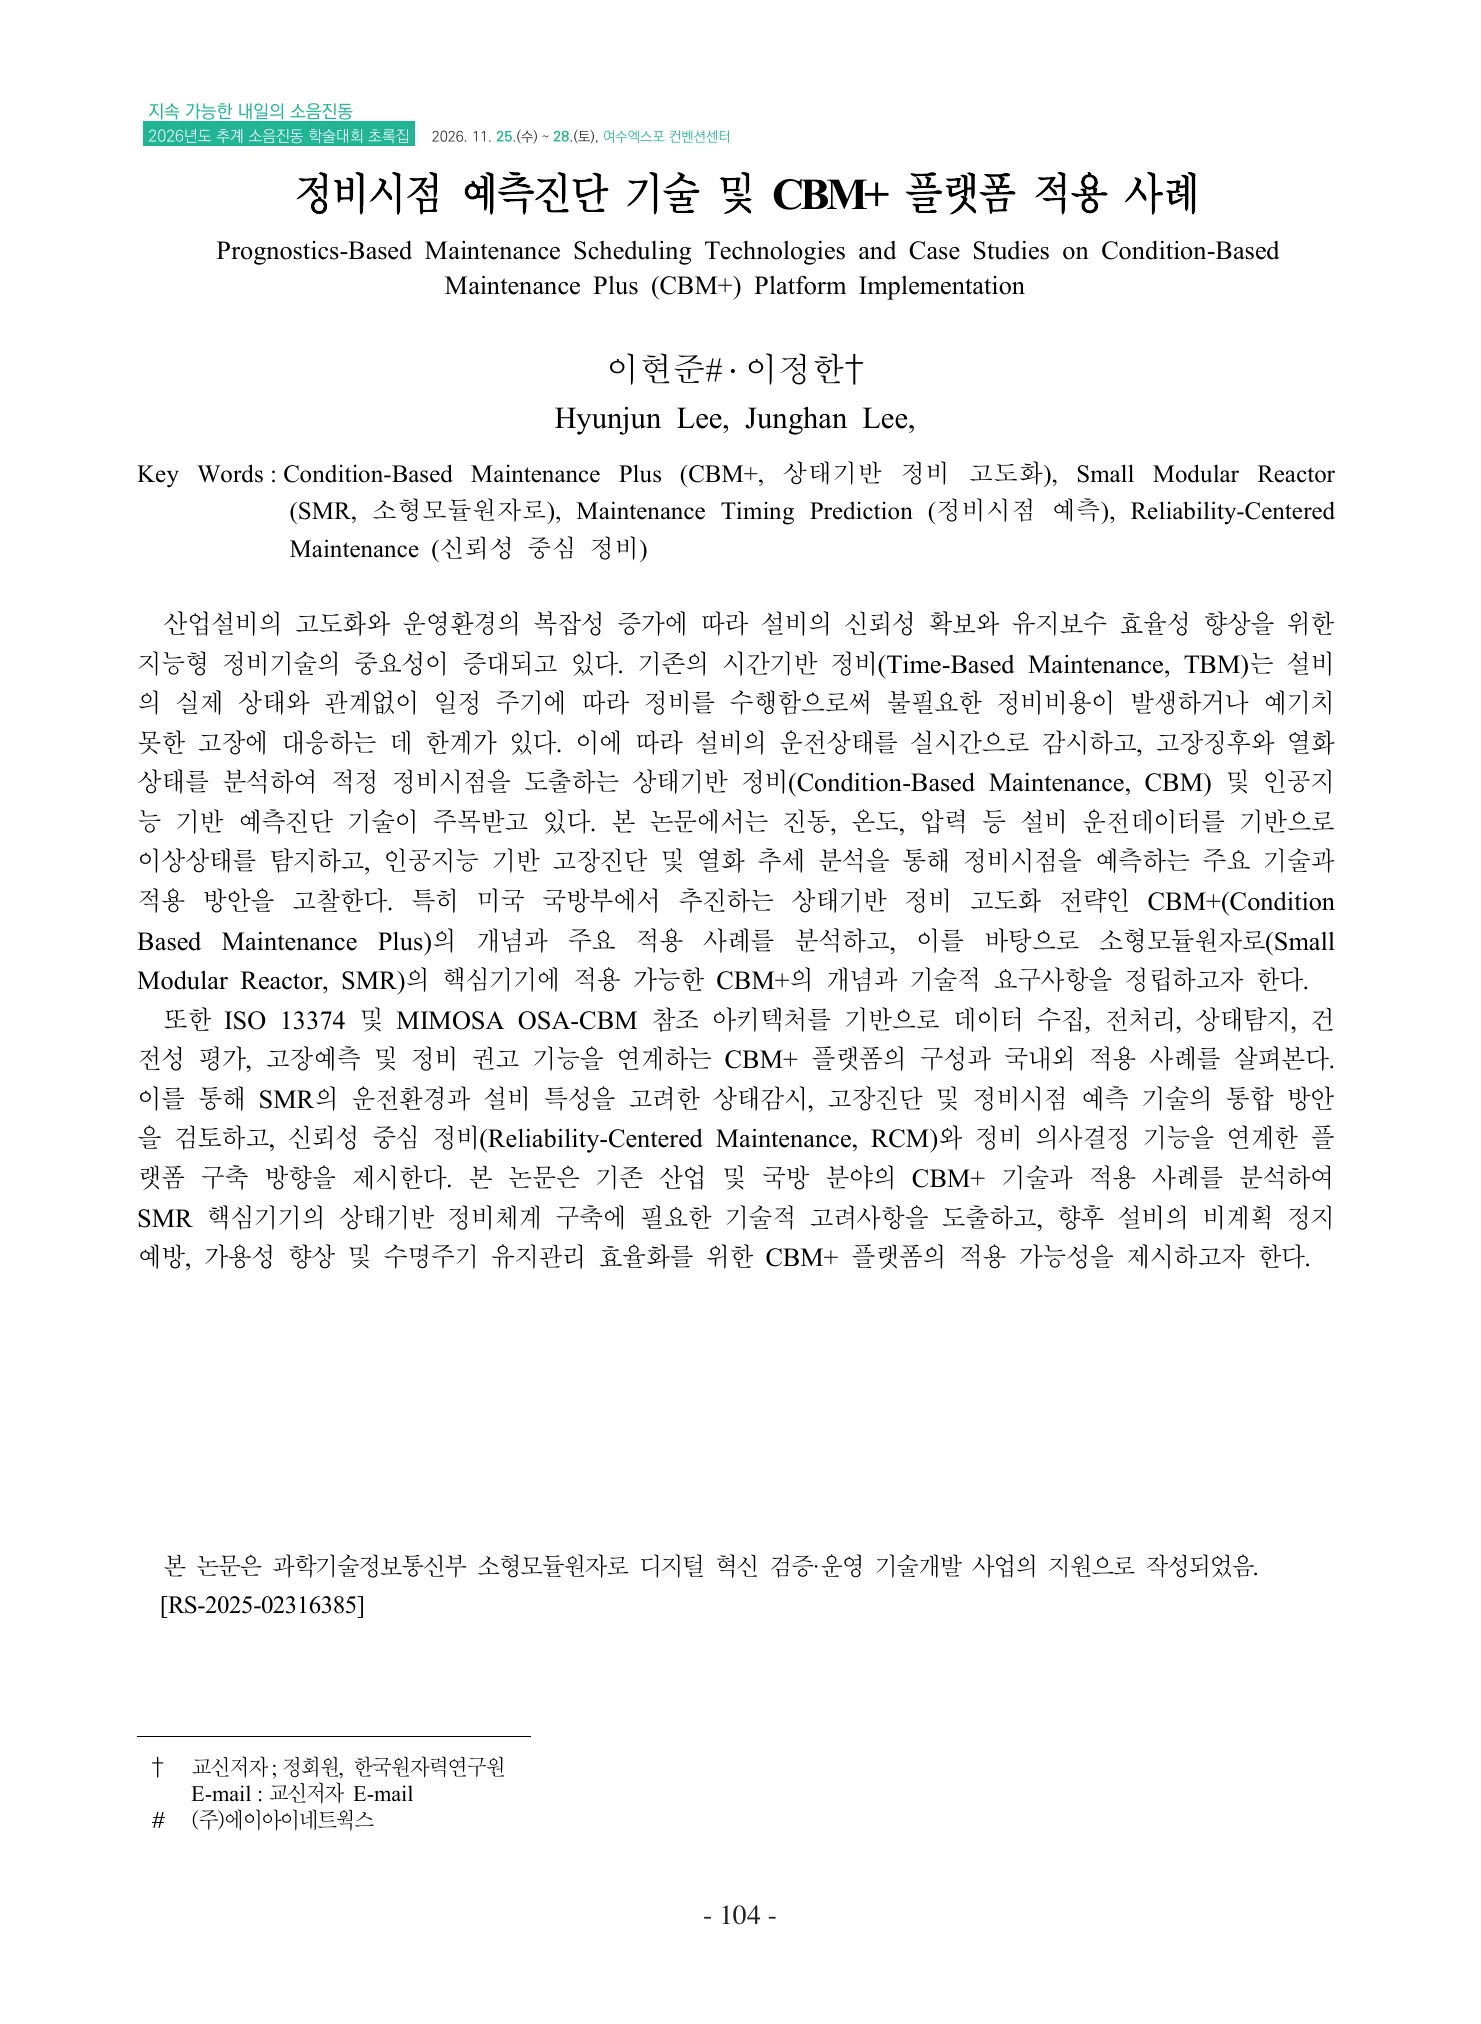 지속 가능한 내일의 소음진동
2026년도 추계 소음진동 학술대회 초록집 2026. 11. 25.(수) ~ 28.(토), 여수엑스포 컨벤션센터
정비시점 예측진단 기술 및 CBM+ 플랫폼 적용 사례
Prognostics-Based Maintenance Scheduling Technologies and Case Studies on Condition-Based
Maintenance Plus (CBM+) Platform Implementation
이현준#·이정한†
Hyunjun Lee, Junghan Lee,
Key Words : Condition-Based Maintenance Plus (CBM+, 상태기반 정비 고도화), Small Modular Reactor
(SMR, 소형모듈원자로), Maintenance Timing Prediction (정비시점 예측), Reliability-Centered
Maintenance (신뢰성 중심 정비)
산업설비의 고도화와 운영환경의 복잡성 증가에 따라 설비의 신뢰성 확보와 유지보수 효율성 향상을 위한
지능형 정비기술의 중요성이 증대되고 있다. 기존의 시간기반 정비(Time-Based Maintenance, TBM)는 설비
의 실제 상태와 관계없이 일정 주기에 따라 정비를 수행함으로써 불필요한 정비비용이 발생하거나 예기치
못한 고장에 대응하는 데 한계가 있다. 이에 따라 설비의 운전상태를 실시간으로 감시하고, 고장징후와 열화
상태를 분석하여 적정 정비시점을 도출하는 상태기반 정비(Condition-Based Maintenance, CBM) 및 인공지
능 기반 예측진단 기술이 주목받고 있다. 본 논문에서는 진동, 온도, 압력 등 설비 운전데이터를 기반으로
이상상태를 탐지하고, 인공지능 기반 고장진단 및 열화 추세 분석을 통해 정비시점을 예측하는 주요 기술과
적용 방안을 고찰한다. 특히 미국 국방부에서 추진하는 상태기반 정비 고도화 전략인 CBM+(Condition
Based Maintenance Plus)의 개념과 주요 적용 사례를 분석하고, 이를 바탕으로 소형모듈원자로(Small
Modular Reactor, SMR)의 핵심기기에 적용 가능한 CBM+의 개념과 기술적 요구사항을 정립하고자 한다.
또한 ISO 13374 및 MIMOSA OSA-CBM 참조 아키텍처를 기반으로 데이터 수집, 전처리, 상태탐지, 건
전성 평가, 고장예측 및 정비 권고 기능을 연계하는 CBM+ 플랫폼의 구성과 국내외 적용 사례를 살펴본다.
이를 통해 SMR의 운전환경과 설비 특성을 고려한 상태감시, 고장진단 및 정비시점 예측 기술의 통합 방안
을 검토하고, 신뢰성 중심 정비(Reliability-Centered Maintenance, RCM)와 정비 의사결정 기능을 연계한 플
랫폼 구축 방향을 제시한다. 본 논문은 기존 산업 및 국방 분야의 CBM+ 기술과 적용 사례를 분석하여
SMR 핵심기기의 상태기반 정비체계 구축에 필요한 기술적 고려사항을 도출하고, 향후 설비의 비계획 정지
예방, 가용성 향상 및 수명주기 유지관리 효율화를 위한 CBM+ 플랫폼의 적용 가능성을 제시하고자 한다.
본 논문은 과학기술정보통신부 소형모듈원자로 디지털 혁신 검증·운영 기술개발 사업의 지원으로 작성되었음.
[RS-2025-02316385]
† 교신저자 ; 정회원, 한국원자력연구원
E-mail : 교신저자 E-mail
# (주)에이아이네트웍스
- 104 -